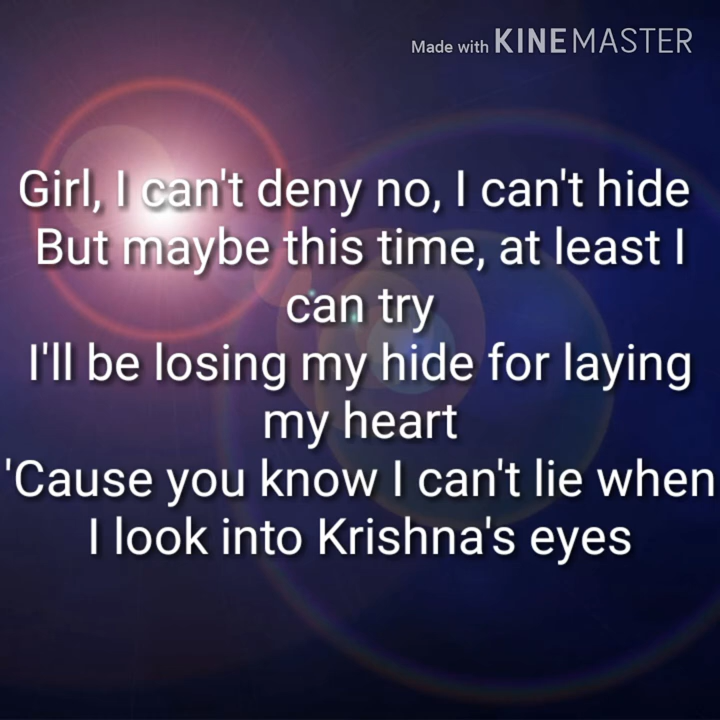 Made with KINEMASTER
Girl, I can't deny no, I can't hide
But maybe this time, at least I
can try
I'll be losing my hide for laying
my heart
'Cause you know I can't lie when
I look into Krishna's eyes